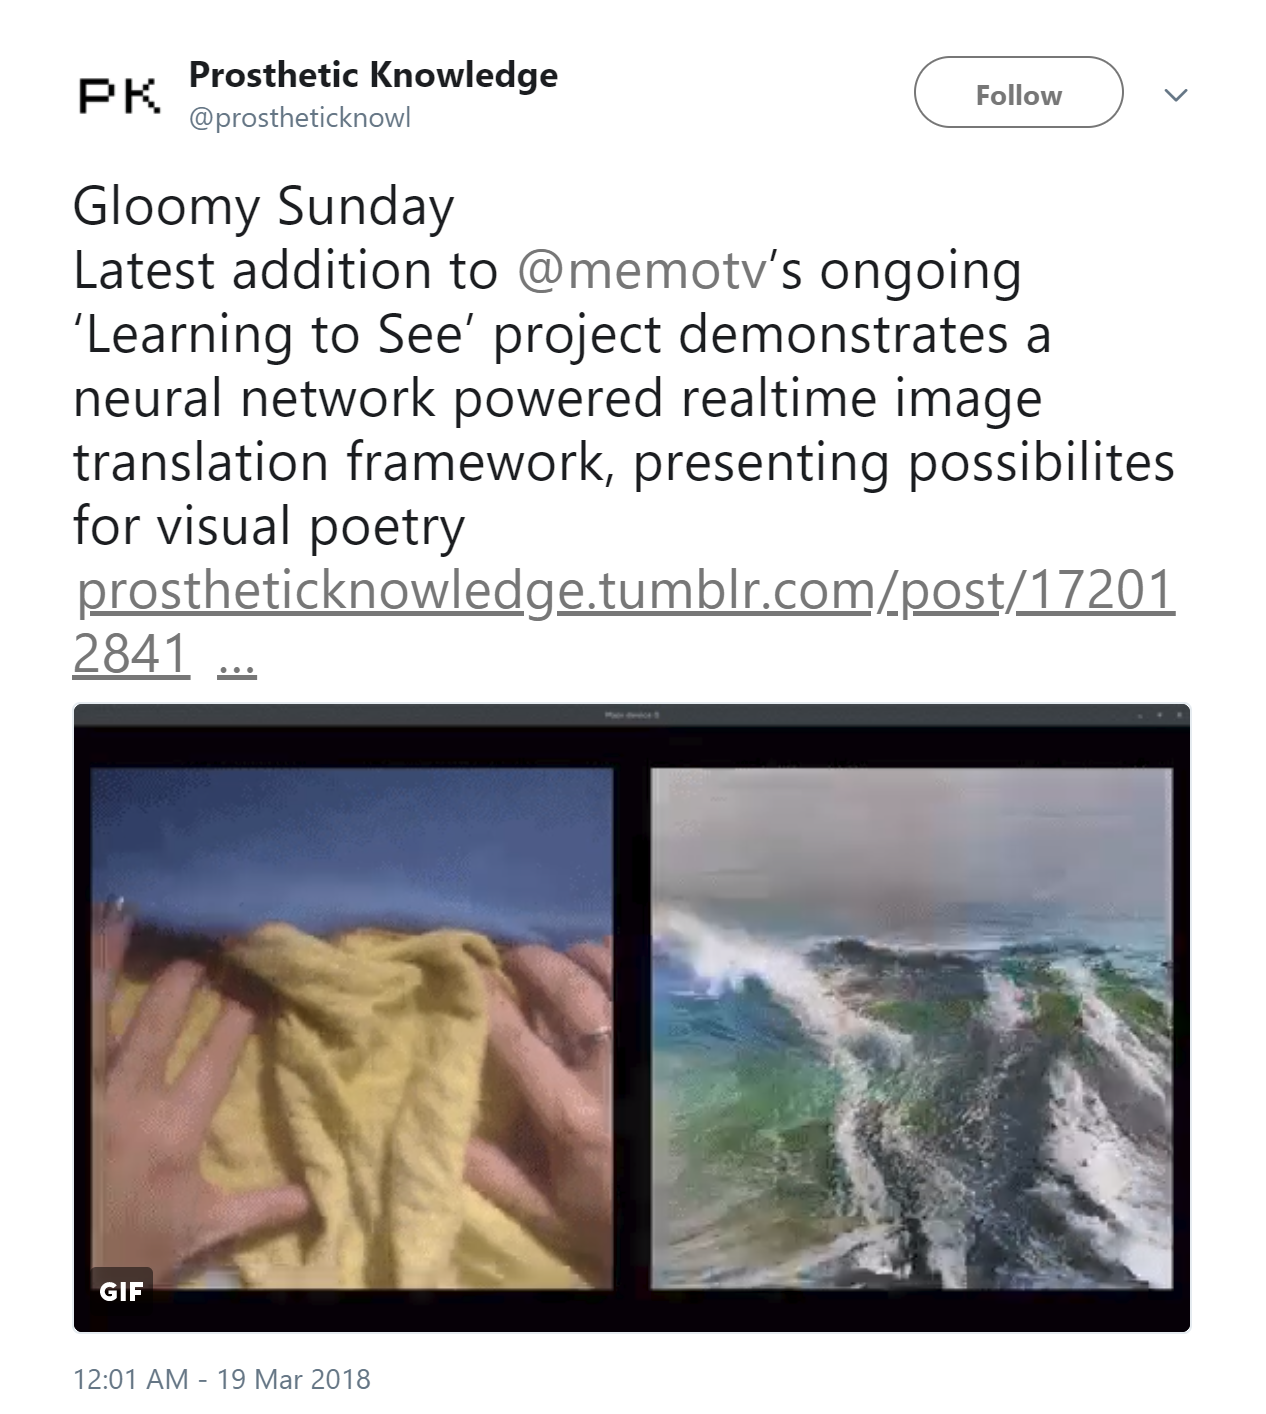 PK
Prosthetic Knowledge
@prostheticknowl
Follow
Gloomy Sunday
Latest addition to @memotv’s ongoing
‘Learning to See’ project demonstrates a
neural network powered realtime image
translation framework, presenting possibilites
for visual poetry
prostheticknowledge.tumblr.com/post/17201
2841 …
GIF
12:01 AM - 19 Mar 2018